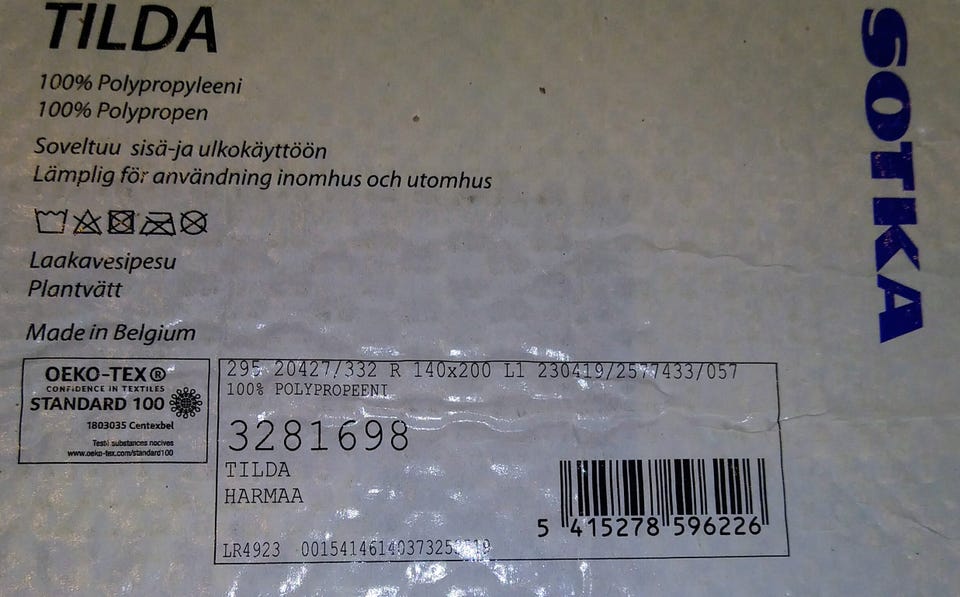 TILDA
SOTKA
100% Polypropyleeni
100% Polypropen
Soveltuu sisä-ja ulkokäyttöön
Lämplig för användning inomhus och utomhus
Laakavesipesu
Plantvätt
Made in Belgium
OEKO-TEX®
CONFIDENCE IN TEXTILES
STANDARD 100
1803035 Centexbel
Testi substances nocives
www.oeko-tex.com/standard100
295 20427/332 R 140x200 L1 230419/2577433/057
100% POLYPROPEENI
3281698
TILDA
HARMAA
5 415278 596226
LR4923